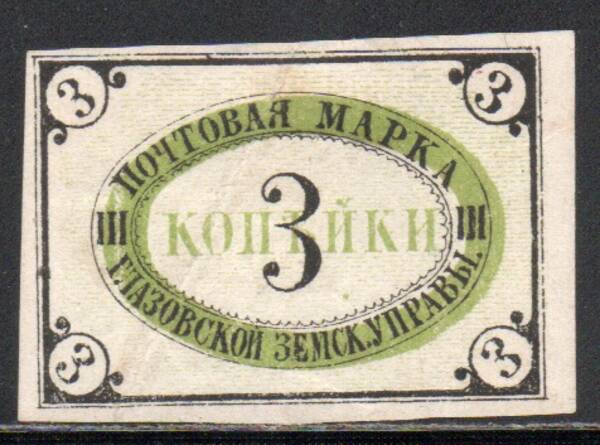 3 3
ПОЧТОВАЯ МАРКА
III КОПѢЙКИ III
3
ГЛАЗОВСКОЙ ЗЕМСК. УПРАВЫ.
3 3